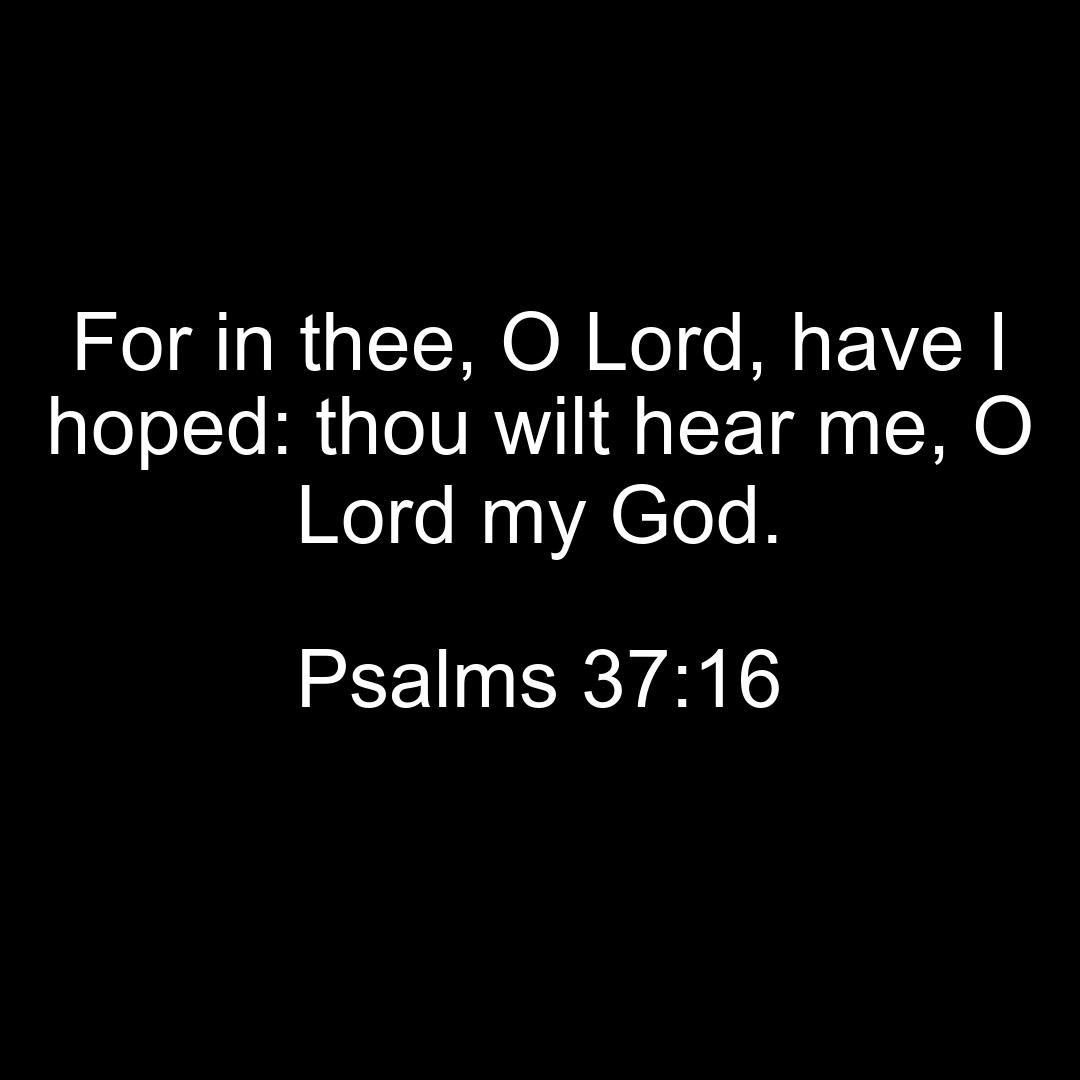 For in thee, O Lord, have I
hoped: thou wilt hear me, O
Lord my God.
Psalms 37:16